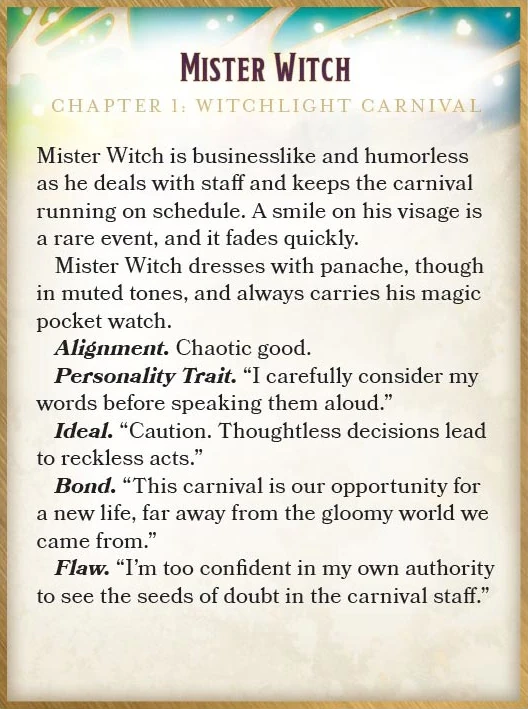 Mister Witch
Chapter 1: Witchlight Carnival
Mister Witch is businesslike and humorless
as he deals with staff and keeps the carnival
running on schedule. A smile on his visage is
a rare event, and it fades quickly.
Mister Witch dresses with panache, though
in muted tones, and always carries his magic
pocket watch.
Alignment. Chaotic good.
Personality Trait. “I carefully consider my
words before speaking them aloud.”
Ideal. “Caution. Thoughtless decisions lead
to reckless acts.”
Bond. “This carnival is our opportunity for
a new life, far away from the gloomy world we
came from.”
Flaw. “I’m too confident in my own authority
to see the seeds of doubt in the carnival staff.”